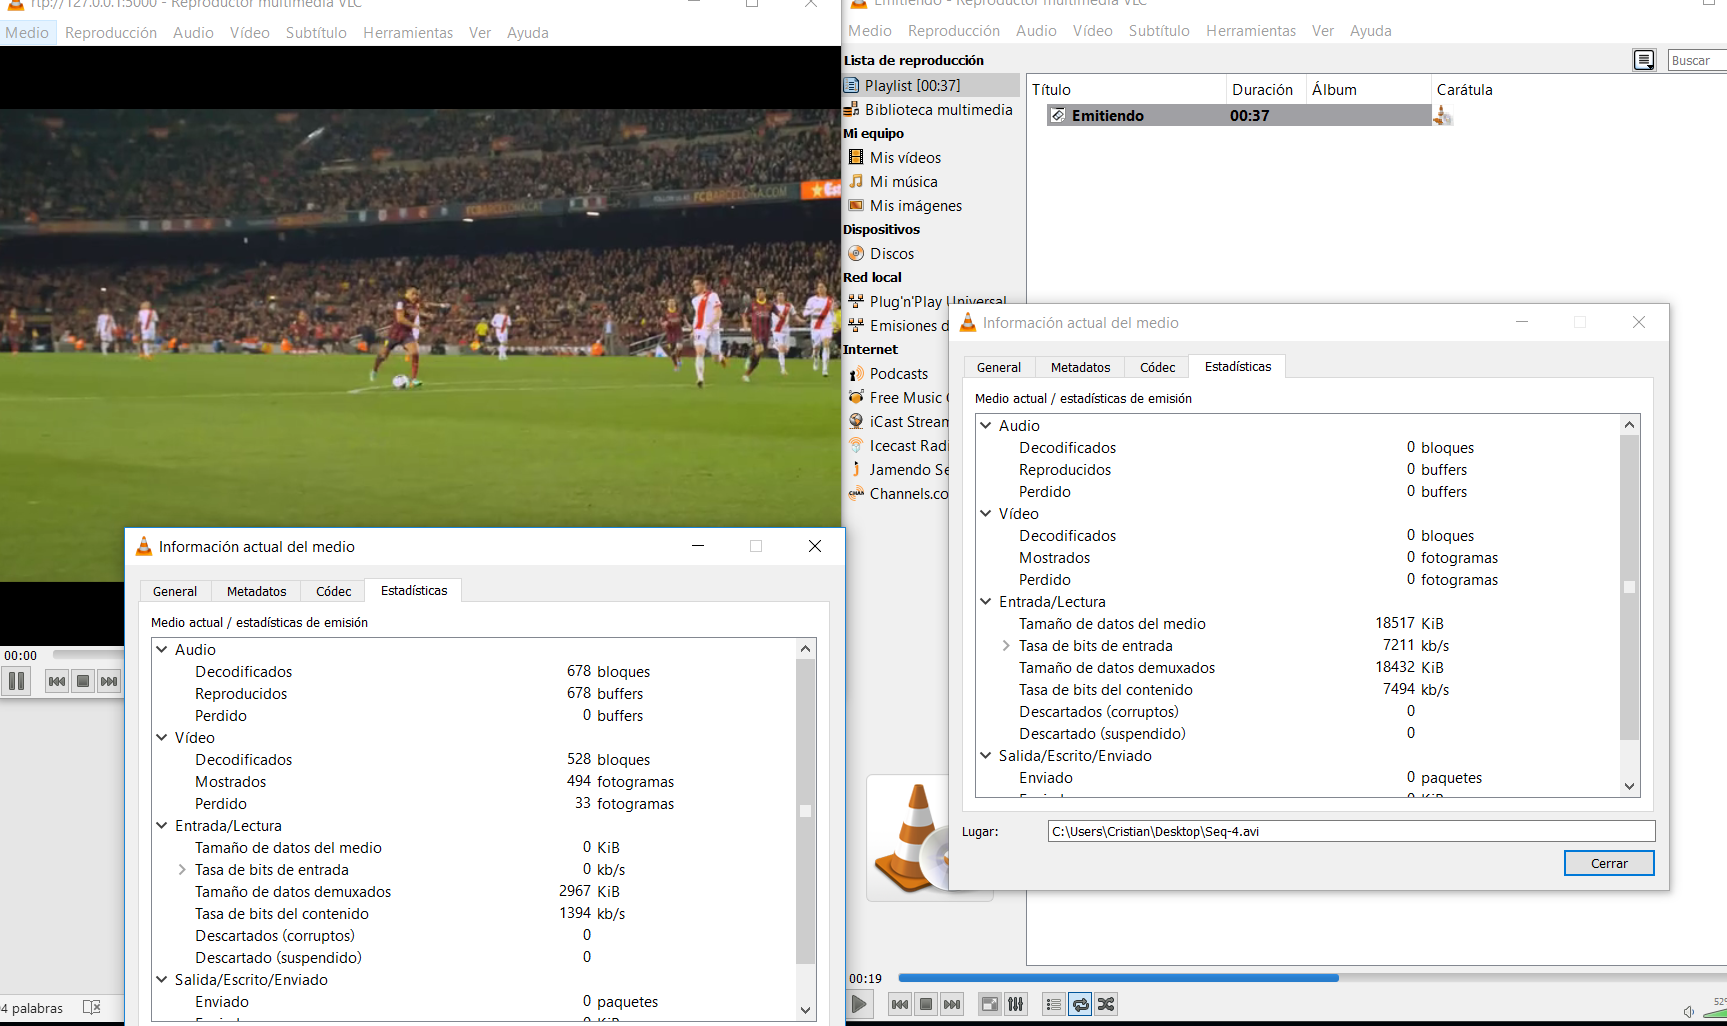 rtp://127.0.0.1:5000 - Reproductor multimedia VLC
Medio Reproducción Audio Vídeo Subtítulo Herramientas Ver Ayuda
FCBARCELONA.COM
FCBARCELONA.CAT
00:00
Información actual del medio
General Metadatos Códec Estadísticas
Medio actual / estadísticas de emisión
Audio
Decodificados 678 bloques
Reproducidos 678 buffers
Perdido 0 buffers
Vídeo
Decodificados 528 bloques
Mostrados 494 fotogramas
Perdido 33 fotogramas
Entrada/Lectura
Tamaño de datos del medio 0 KiB
Tasa de bits de entrada 0 kb/s
Tamaño de datos demuxados 2967 KiB
Tasa de bits del contenido 1394 kb/s
Descartados (corruptos) 0
Descartado (suspendido) 0
Salida/Escrito/Enviado
Enviado 0 paquetes
4 palabras
Emitiendo - Reproductor multimedia VLC
Medio Reproducción Audio Vídeo Subtítulo Herramientas Ver Ayuda
Lista de reproducción
Buscar
Playlist [00:37]
Biblioteca multimedia
Mi equipo
Mis vídeos
Mi música
Mis imágenes
Dispositivos
Discos
Red local
Plug'n'Play Universal
Emisiones d
Internet
Podcasts
Free Music
iCast Strean
Icecast Radi
Jamendo Se
Channels.co
Título Duración Álbum Carátula
Emitiendo 00:37
Información actual del medio
General Metadatos Códec Estadísticas
Medio actual / estadísticas de emisión
Audio
Decodificados 0 bloques
Reproducidos 0 buffers
Perdido 0 buffers
Vídeo
Decodificados 0 bloques
Mostrados 0 fotogramas
Perdido 0 fotogramas
Entrada/Lectura
Tamaño de datos del medio 18517 KiB
Tasa de bits de entrada 7211 kb/s
Tamaño de datos demuxados 18432 KiB
Tasa de bits del contenido 7494 kb/s
Descartados (corruptos) 0
Descartado (suspendido) 0
Salida/Escrito/Enviado
Enviado 0 paquetes
Lugar: C:\Users\Cristian\Desktop\Seq-4.avi
Cerrar
00:19
52%